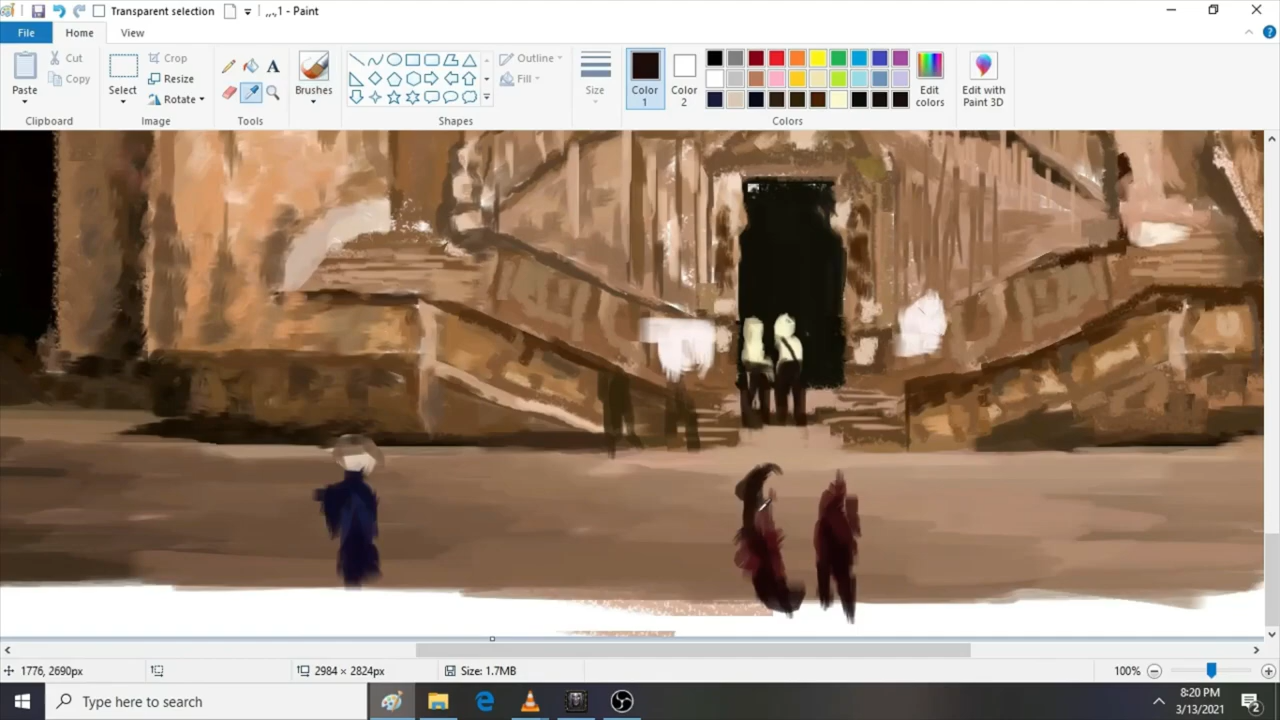 Transparent selection
,,.,1 - Paint
File
Home
View
Paste
Cut
Copy
Clipboard
Select
Crop
Resize
Rotate
Image
A
Tools
Brushes
Outline
Fill
Shapes
Size
Color
1
Color
2
Edit
colors
Colors
Edit with
Paint 3D
1776, 2690px
2984 × 2824px
Size: 1.7MB
100%
Type here to search
8:20 PM
3/13/2021
2